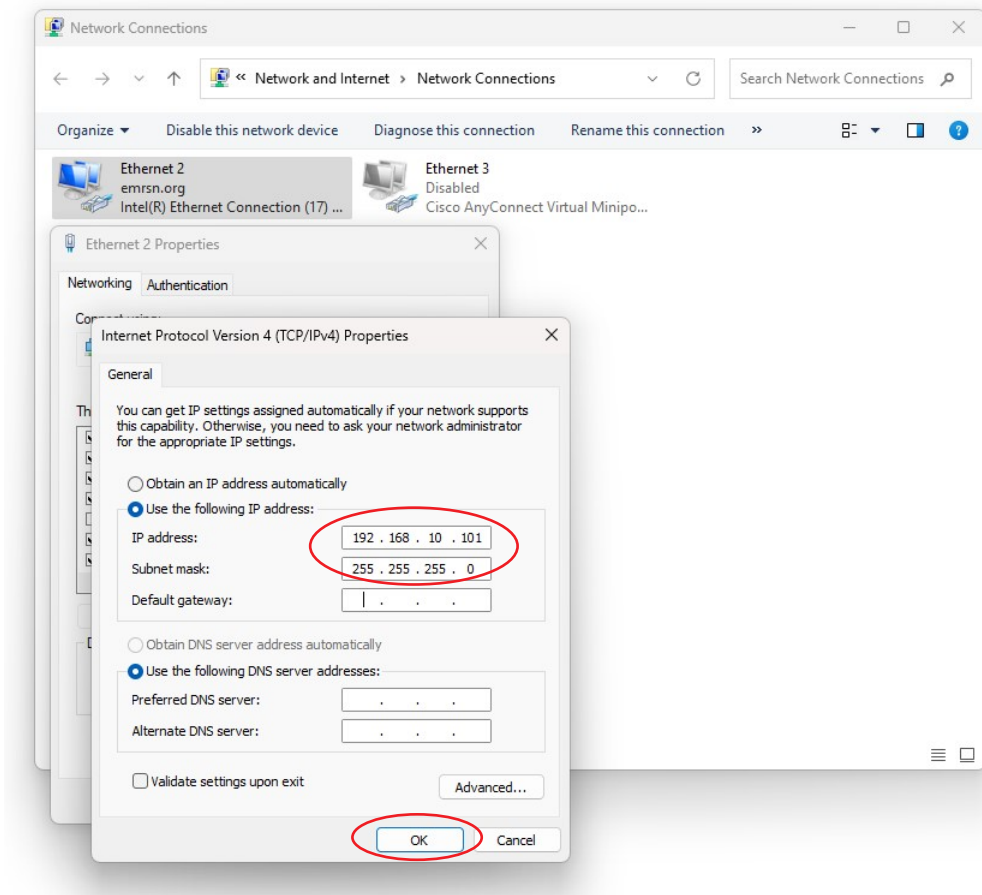 Network Connections
« Network and Internet > Network Connections
Search Network Connections
Organize Disable this network device Diagnose this connection Rename this connection »
Ethernet 2
emrsn.org
Intel(R) Ethernet Connection (17) ...
Ethernet 3
Disabled
Cisco AnyConnect Virtual Minipo...
Ethernet 2 Properties
Networking Authentication
Internet Protocol Version 4 (TCP/IPv4) Properties
General
You can get IP settings assigned automatically if your network supports
this capability. Otherwise, you need to ask your network administrator
for the appropriate IP settings.
Obtain an IP address automatically
Use the following IP address:
IP address: 192 . 168 . 10 . 101
Subnet mask: 255 . 255 . 255 . 0
Default gateway: . . .
Obtain DNS server address automatically
Use the following DNS server addresses:
Preferred DNS server: . . .
Alternate DNS server: . . .
Validate settings upon exit
Advanced...
OK Cancel